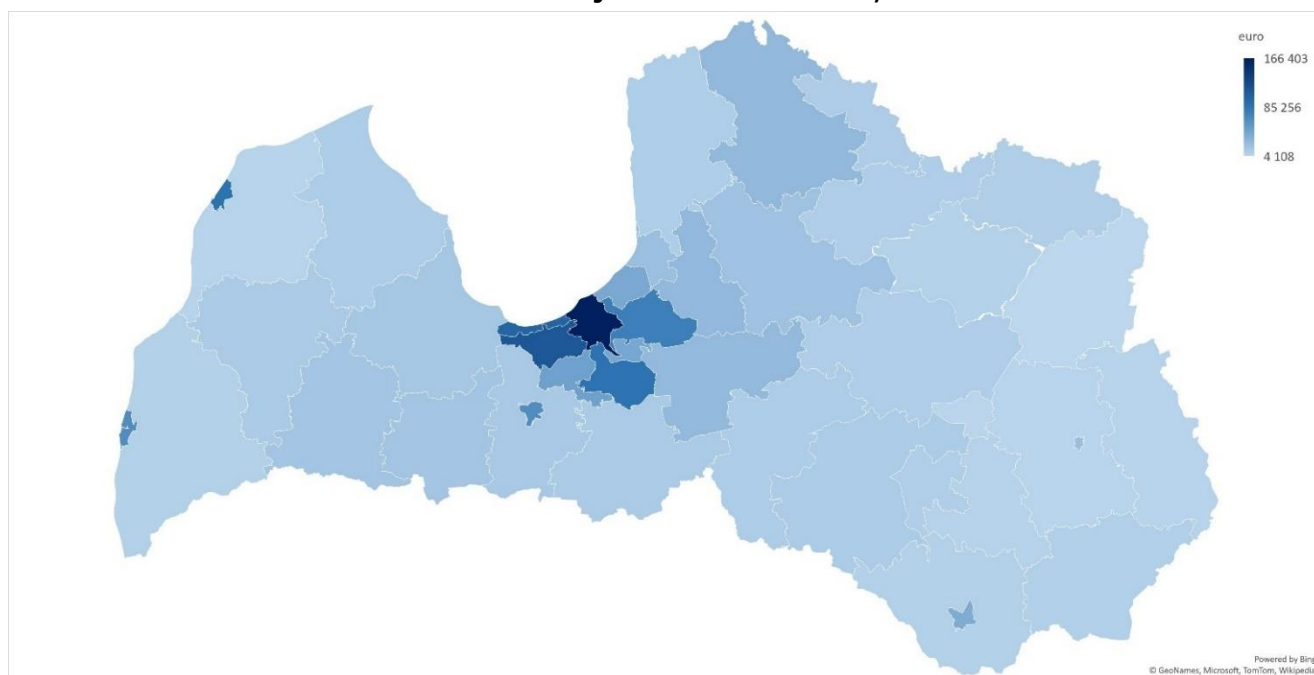 euro
166 403
85 256
4 108
Powered by Bing
© GeoNames, Microsoft, TomTom, Wikipedia